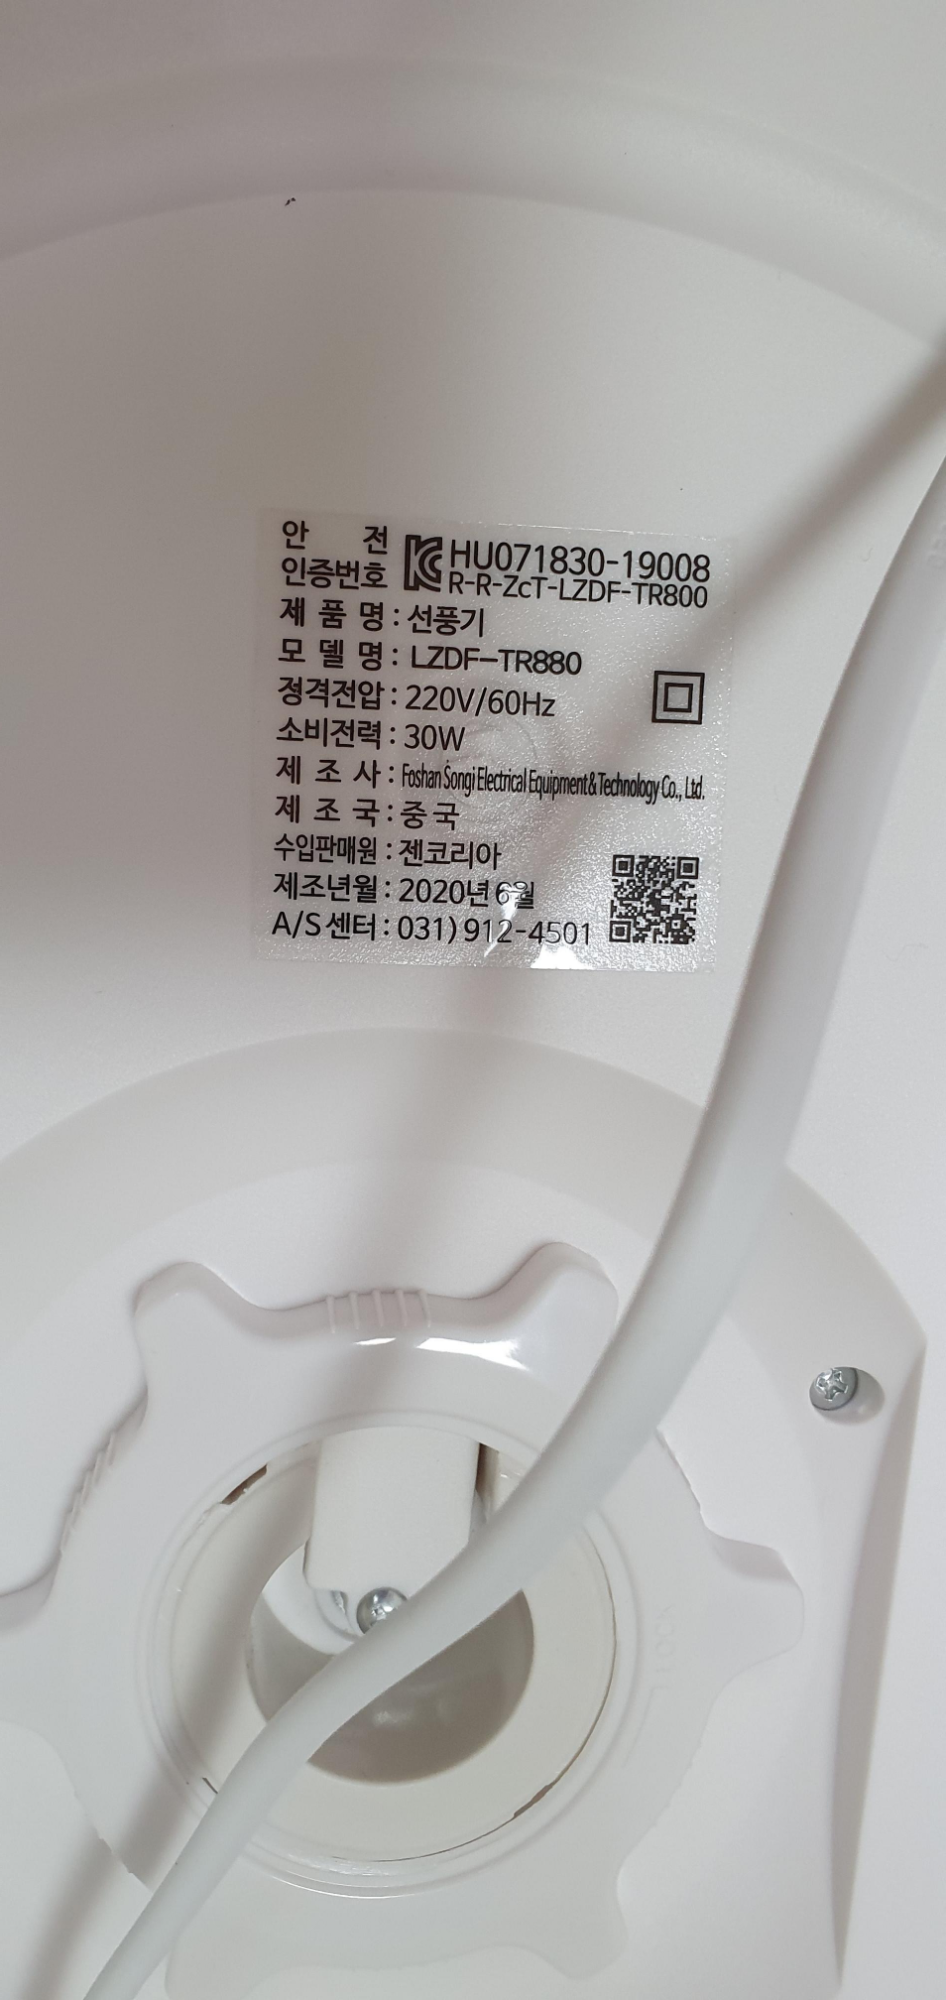 안 전 HU071830-19008
인증번호 R-R-ZcT-LZDF-TR800
제 품 명 : 선풍기
모 델 명 : LZDF-TR880
정격전압 : 220V/60Hz
소비전력 : 30W
제 조 사 : Foshan Songi Electrical Equipment & Technology Co., Ltd.
제 조 국 : 중국
수입판매원 : 젠코리아
제조년월 : 2020년 6월
A/S 센터 : 031) 912-4501
LOCK